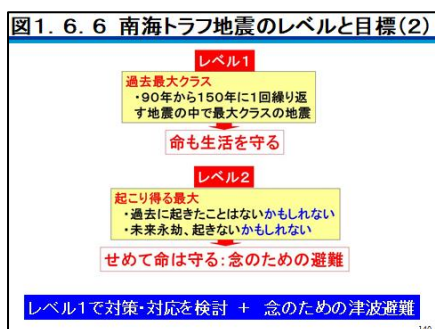 図1．6．6 南海トラフ地震のレベルと目標(2)
レベル1
過去最大クラス
・90年から150年に1回繰り返
す地震の中で最大クラスの地震
命も生活を守る
レベル2
起こり得る最大
・過去に起きたことはないかもしれない
・未来永劫、起きないかもしれない
せめて命は守る：念のための避難
レベル1で対策・対応を検討 ＋ 念のための津波避難
140